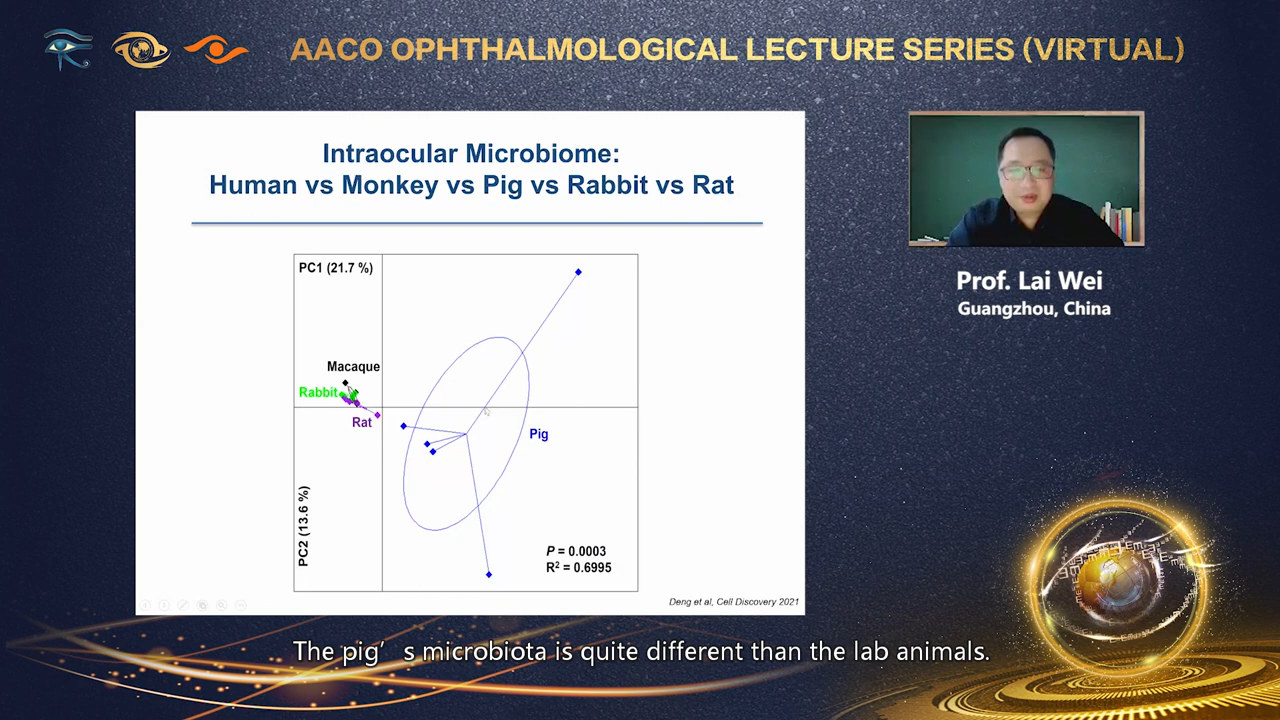 AACO OPHTHALMOLOGICAL LECTURE SERIES (VIRTUAL)
Intraocular Microbiome:
Human vs Monkey vs Pig vs Rabbit vs Rat
PC1 (21.7 %)
Macaque
Rabbit
Rat
Pig
PC2 (13.6 %)
P = 0.0003
R² = 0.6995
Deng et al, Cell Discovery 2021
Prof. Lai Wei
Guangzhou, China
The pig’s microbiota is quite different than the lab animals.